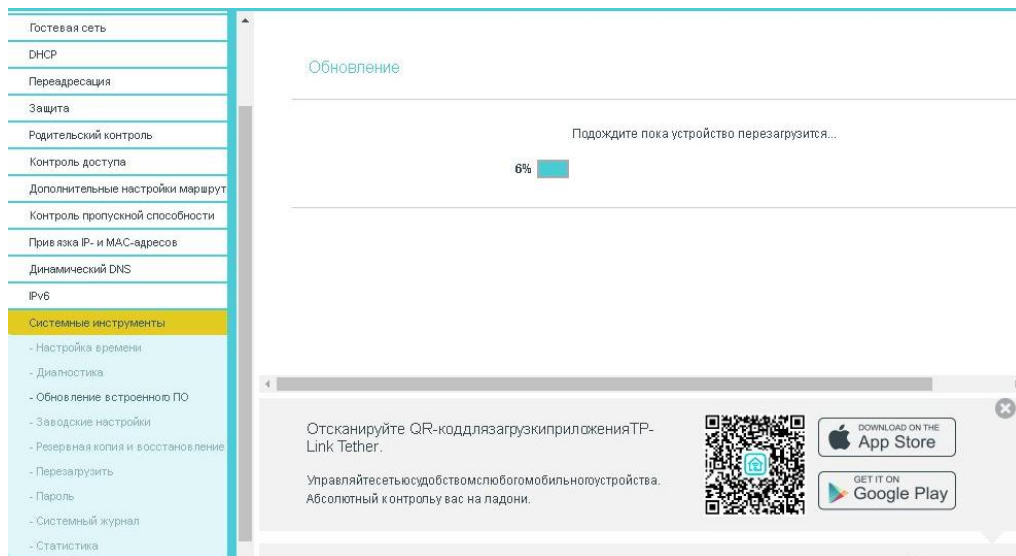 Гостевая сеть
DHCP
Переадресация
Защита
Родительский контроль
Контроль доступа
Дополнительные настройки маршрут
Контроль пропускной способности
Привязка IP- и MAC-адресов
Динамический DNS
IPv6
Системные инструменты
- Настройка времени
- Диагностика
- Обновление встроенного ПО
- Заводские настройки
- Резервная копия и восстановление
- Перезагрузить
- Пароль
- Системный журнал
- Статистика
Обновление
Подождите пока устройство перезагрузится...
6%
Отсканируйте QR-коддлязагрузкиприложенияTP-
Link Tether.
Управляйтесетьюсудобствомслюбогомобильногоустройства.
Абсолютный контрольу вас на ладони.
DOWNLOAD ON THE
App Store
GET IT ON
Google Play